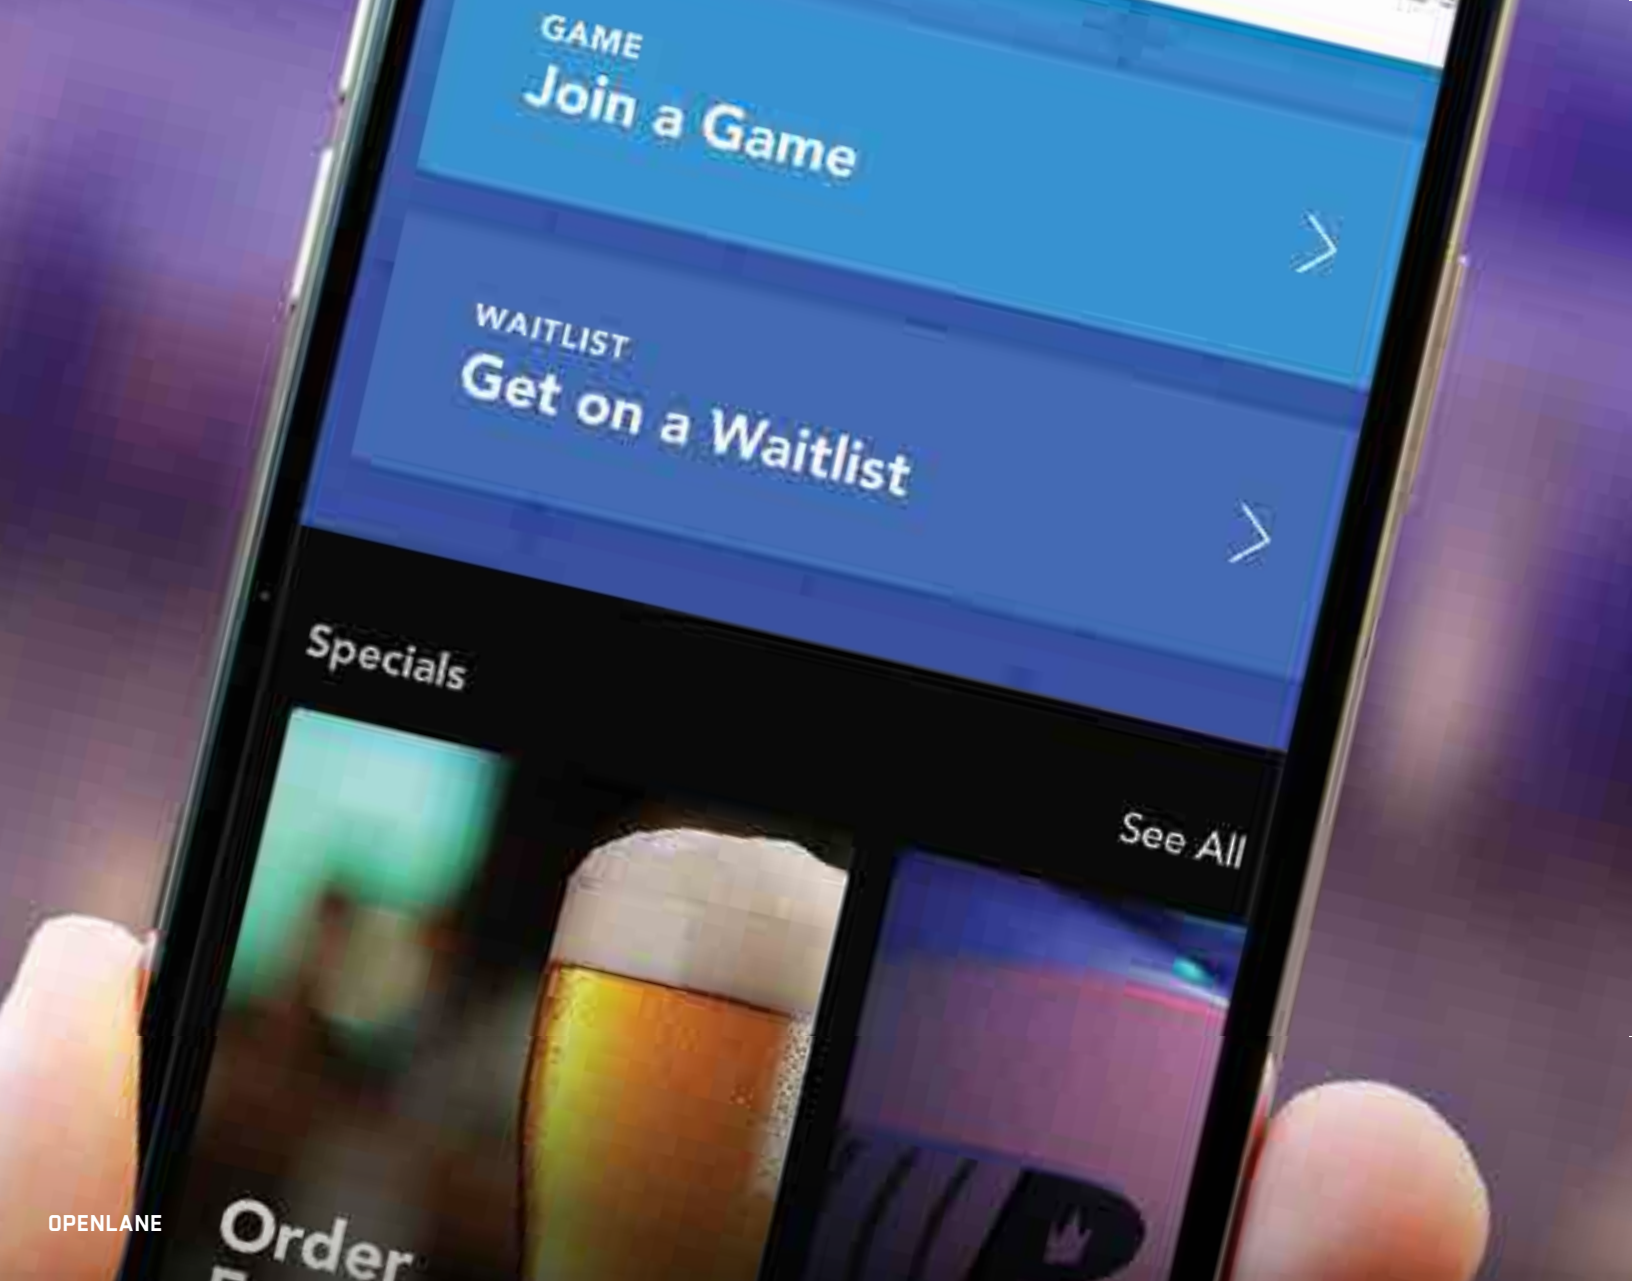 GAME
Join a Game
WAITLIST
Get on a Waitlist
Specials
See All
Order
OPENLANE